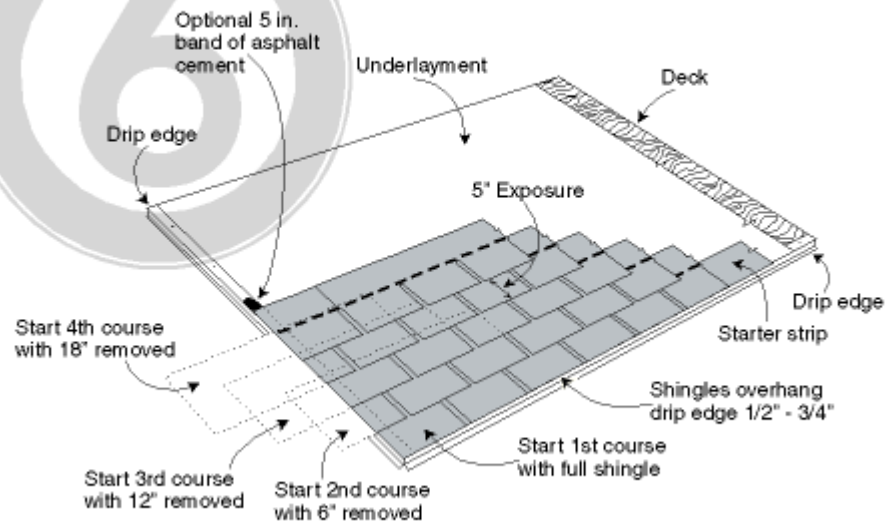 Optional 5 in.
band of asphalt
cement
Underlayment
Deck
Drip edge
5" Exposure
Drip edge
Starter strip
Start 4th course
with 18" removed
Shingles overhang
drip edge 1/2" - 3/4"
Start 1st course
with full shingle
Start 3rd course
with 12" removed
Start 2nd course
with 6" removed
6